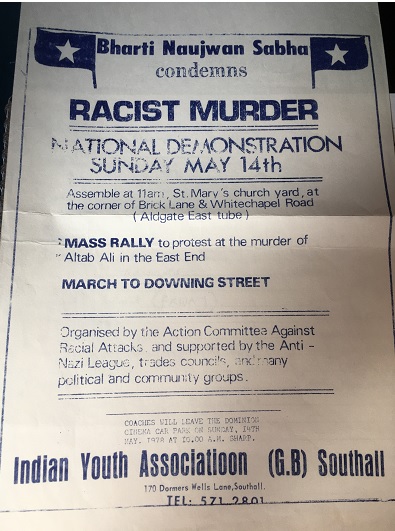 Bharti Naujwan Sabha
condemns
RACIST MURDER
NATIONAL DEMONSTRATION
SUNDAY MAY 14th
Assemble at 11am, St. Mary's church yard, at
the corner of Brick Lane & Whitechapel Road
(Aldgate East tube)
MASS RALLY to protest at the murder of
Altab Ali in the East End
MARCH TO DOWNING STREET
Organised by the Action Committee Against
Racial Attacks, and supported by the Anti-
Nazi League, trades councils, and many
political and community groups.
COACHES WILL LEAVE THE DOMINION
CINEMA CAR PARK ON SUNDAY, 14TH
MAY, 1978 AT 10.00 A.M. SHARP.
Indian Youth Associatioon (G.B) Southall
170 Dormers Wells Lane, Southall.
TEL: 571 2801